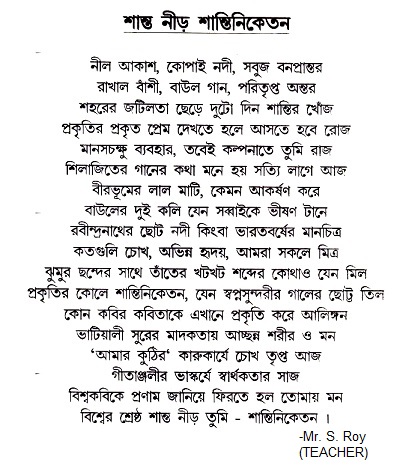 শান্ত নীড় শান্তিনিকেতন
নীল আকাশ, কোপাই নদী, সবুজ বনপ্রান্তর
রাখাল বাঁশী, বাউল গান, পরিতৃপ্ত অন্তর
শহরের জটিলতা ছেড়ে দুটো দিন শান্তির খোঁজ
প্রকৃতির প্রকৃত প্রেম দেখতে হলে আসতে হবে রোজ
মানসচক্ষু ব্যবহার, তবেই কল্পনাতে তুমি রাজ
শিলাজিতের গানের কথা মনে হয় সত্যি লাগে আজ
বীরভূমের লাল মাটি, কেমন আকর্ষণ করে
বাউলের দুই কলি যেন সব্বাইকে ভীষণ টানে
রবীন্দ্রনাথের ছোট নদী কিংবা ভারতবর্ষের মানচিত্র
কতগুলি চোখ, অভিন্ন হৃদয়, আমরা সকলে মিত্র
ঝুমুর ছন্দের সাথে তাঁতের খটখট শব্দের কোথাও যেন মিল
প্রকৃতির কোলে শান্তিনিকেতন, যেন স্বপ্নসুন্দরীর গালের ছোট্ট তিল
কোন কবির কবিতাকে এখানে প্রকৃতি করে আলিঙ্গন
ভাটিয়ালী সুরের মাদকতায় আচ্ছন্ন শরীর ও মন
‘আমার কুঠির’ কারুকার্যে চোখ তৃপ্ত আজ
গীতাঞ্জলীর ভাস্কর্যে স্বার্থকতার সাজ
বিশ্বকবিকে প্রণাম জানিয়ে ফিরতে হল তোমায় মন
বিশ্বের শ্রেষ্ঠ শান্ত নীড় তুমি - শান্তিনিকেতন ।
-Mr. S. Roy
(TEACHER)